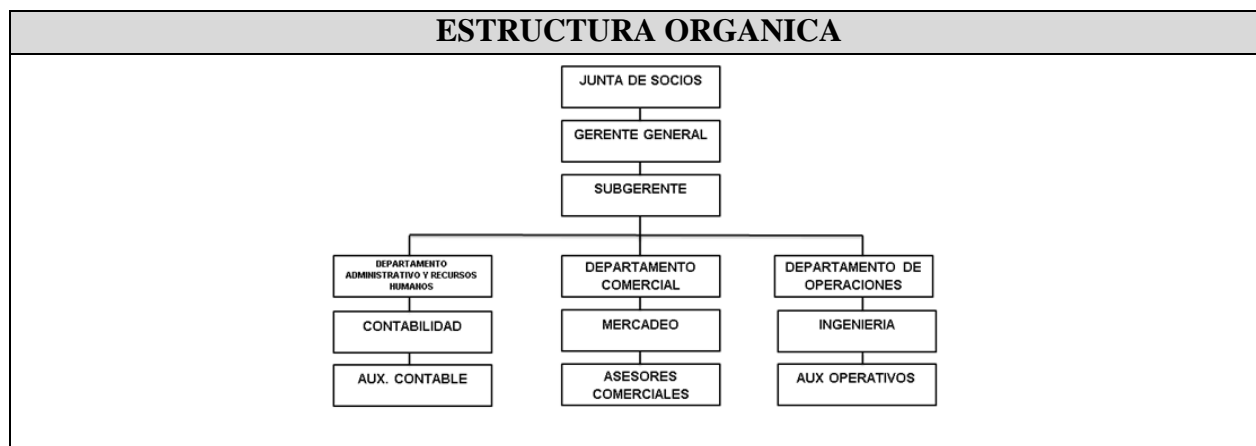 ESTRUCTURA ORGANICA
JUNTA DE SOCIOS
GERENTE GENERAL
SUBGERENTE
DEPARTAMENTO
ADMINISTRATIVO Y RECURSOS
HUMANOS
DEPARTAMENTO
COMERCIAL
DEPARTAMENTO DE
OPERACIONES
CONTABILIDAD
MERCADEO
INGENIERIA
AUX. CONTABLE
ASESORES
COMERCIALES
AUX OPERATIVOS